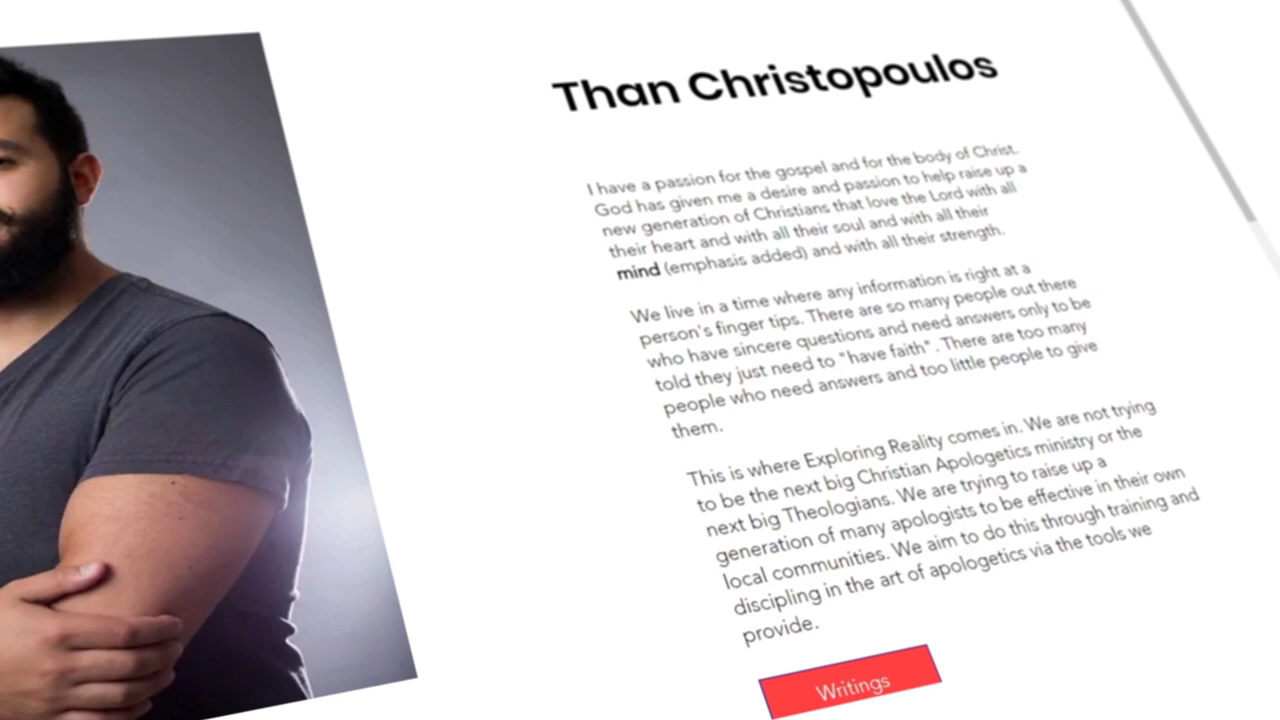 Than Christopoulos
I have a passion for the gospel and for the body of Christ.
God has given me a desire and passion to help raise up a
new generation of Christians that love the Lord with all
their heart and with all their soul and with all their
mind (emphasis added) and with all their strength.
We live in a time where any information is right at a
person's finger tips. There are so many people out there
who have sincere questions and need answers only to be
told they just need to "have faith" . There are too many
people who need answers and too little people to give
them.
This is where Exploring Reality comes in. We are not trying
to be the next big Christian Apologetics ministry or the
next big Theologians. We are trying to raise up a
generation of many apologists to be effective in their own
local communities. We aim to do this through training and
discipling in the art of apologetics via the tools we
provide.
Writings